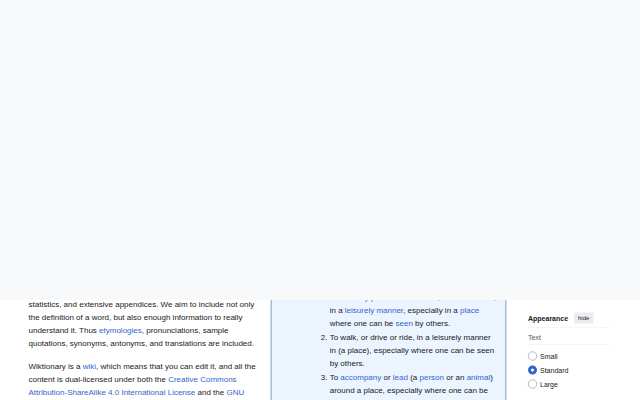 statistics, and extensive appendices. We aim to include not only
the definition of a word, but also enough information to really
understand it. Thus etymologies, pronunciations, sample
quotations, synonyms, antonyms, and translations are included.
Wiktionary is a wiki, which means that you can edit it, and all the
content is dual-licensed under both the Creative Commons
Attribution-ShareAlike 4.0 International License and the GNU
in a leisurely manner, especially in a place
where one can be seen by others.
2. To walk, or drive or ride, in a leisurely manner
in (a place), especially where one can be seen
by others.
3. To accompany or lead (a person or an animal)
around a place, especially where one can be
Appearance hide
Text
Small
Standard
Large